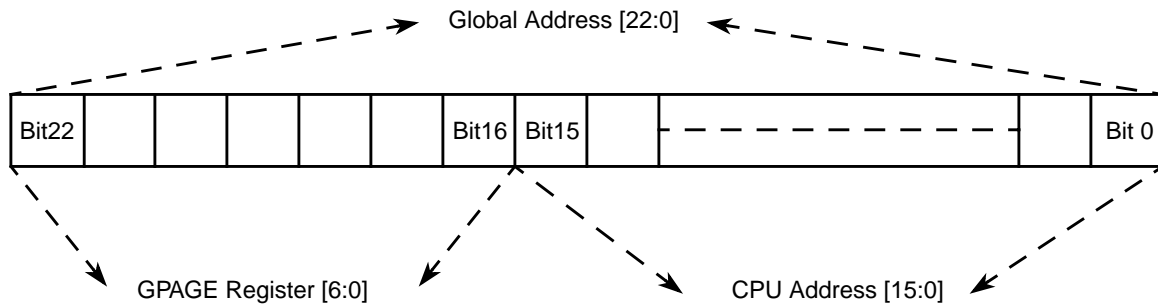 Global Address [22:0]
Bit22 Bit16 Bit15 Bit 0
GPAGE Register [6:0] CPU Address [15:0]